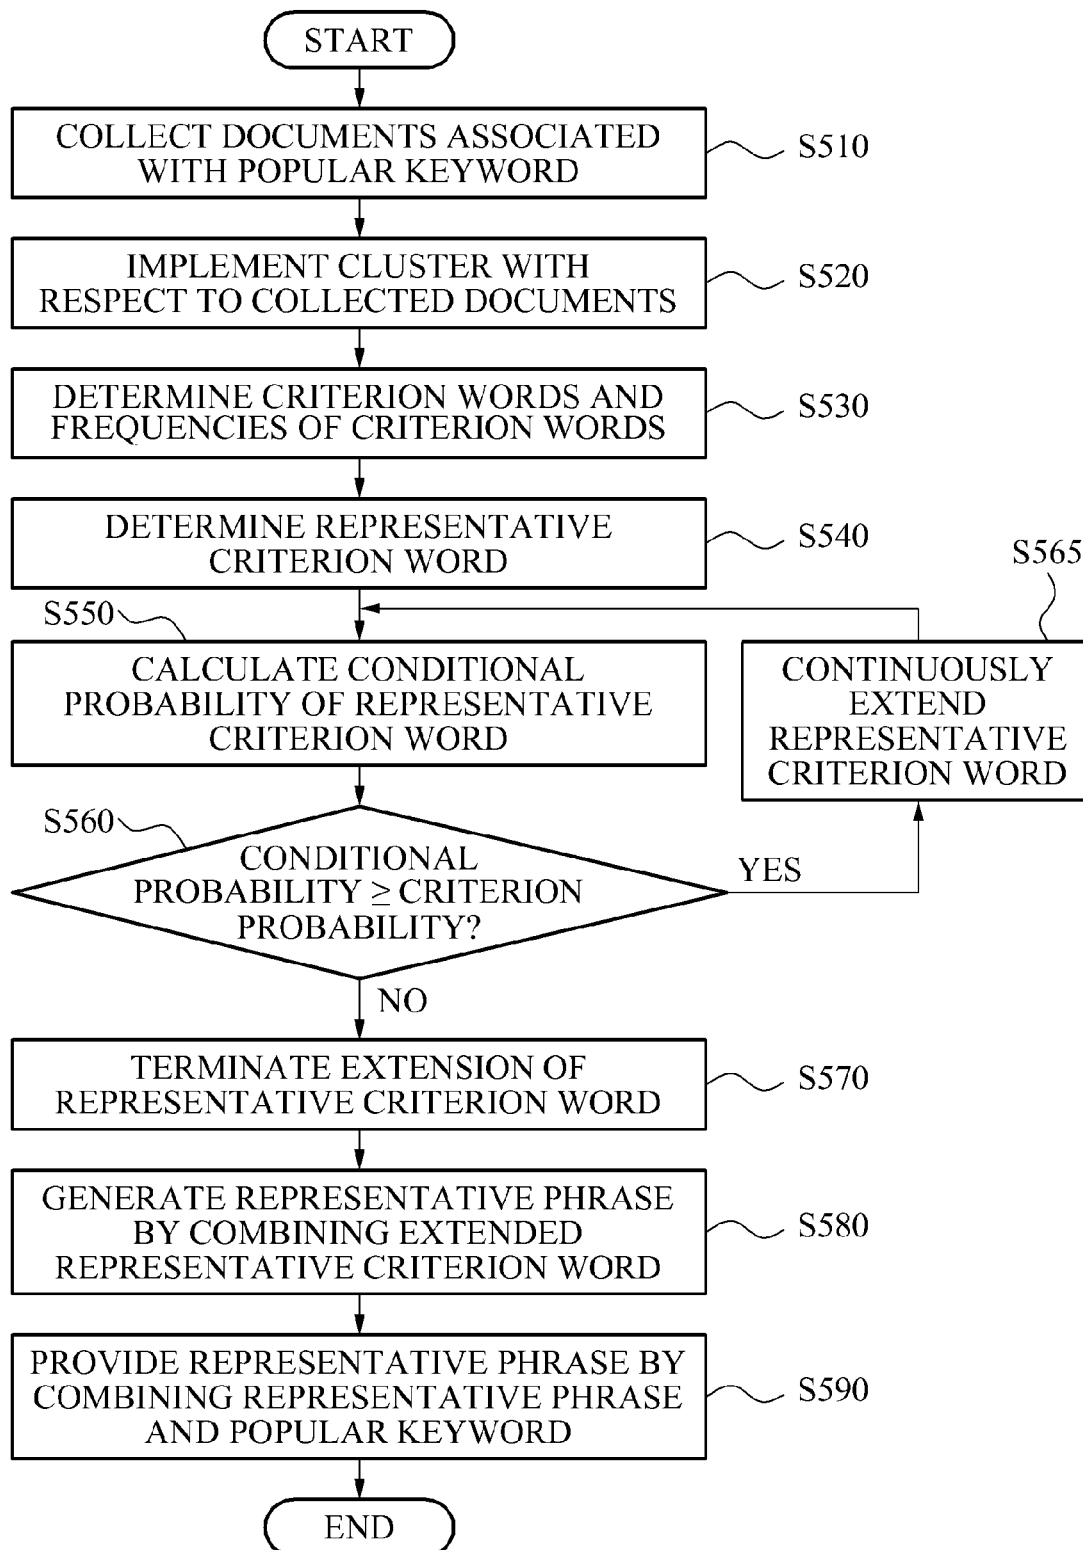 START
COLLECT DOCUMENTS ASSOCIATED
WITH POPULAR KEYWORD
S510
IMPLEMENT CLUSTER WITH
RESPECT TO COLLECTED DOCUMENTS
S520
DETERMINE CRITERION WORDS AND
FREQUENCIES OF CRITERION WORDS
S530
DETERMINE REPRESENTATIVE
CRITERION WORD
S540
S550
CALCULATE CONDITIONAL
PROBABILITY OF REPRESENTATIVE
CRITERION WORD
S565
CONTINUOUSLY
EXTEND
REPRESENTATIVE
CRITERION WORD
S560
CONDITIONAL
PROBABILITY ≥ CRITERION
PROBABILITY?
YES
NO
TERMINATE EXTENSION OF
REPRESENTATIVE CRITERION WORD
S570
GENERATE REPRESENTATIVE PHRASE
BY COMBINING EXTENDED
REPRESENTATIVE CRITERION WORD
S580
PROVIDE REPRESENTATIVE PHRASE BY
COMBINING REPRESENTATIVE PHRASE
AND POPULAR KEYWORD
S590
END